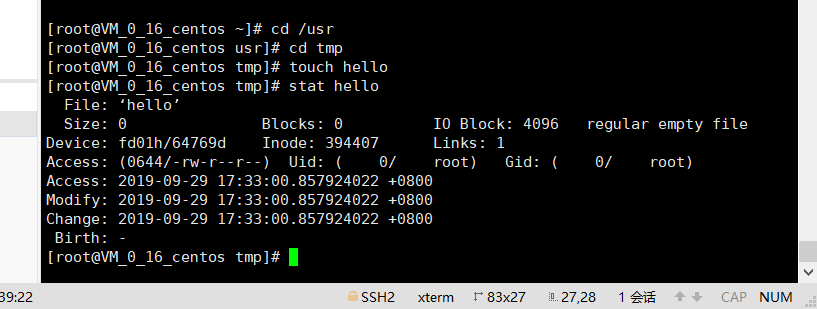 [root@VM_0_16_centos ~]# cd /usr
[root@VM_0_16_centos usr]# cd tmp
[root@VM_0_16_centos tmp]# touch hello
[root@VM_0_16_centos tmp]# stat hello
  File: ‘hello’
  Size: 0               Blocks: 0          IO Block: 4096   regular empty file
Device: fd01h/64769d    Inode: 394407      Links: 1
Access: (0644/-rw-r--r--)  Uid: (    0/    root)   Gid: (    0/    root)
Access: 2019-09-29 17:33:00.857924022 +0800
Modify: 2019-09-29 17:33:00.857924022 +0800
Change: 2019-09-29 17:33:00.857924022 +0800
 Birth: -
[root@VM_0_16_centos tmp]#
39:22 SSH2 xterm 83x27 27,28 1 会话 CAP NUM